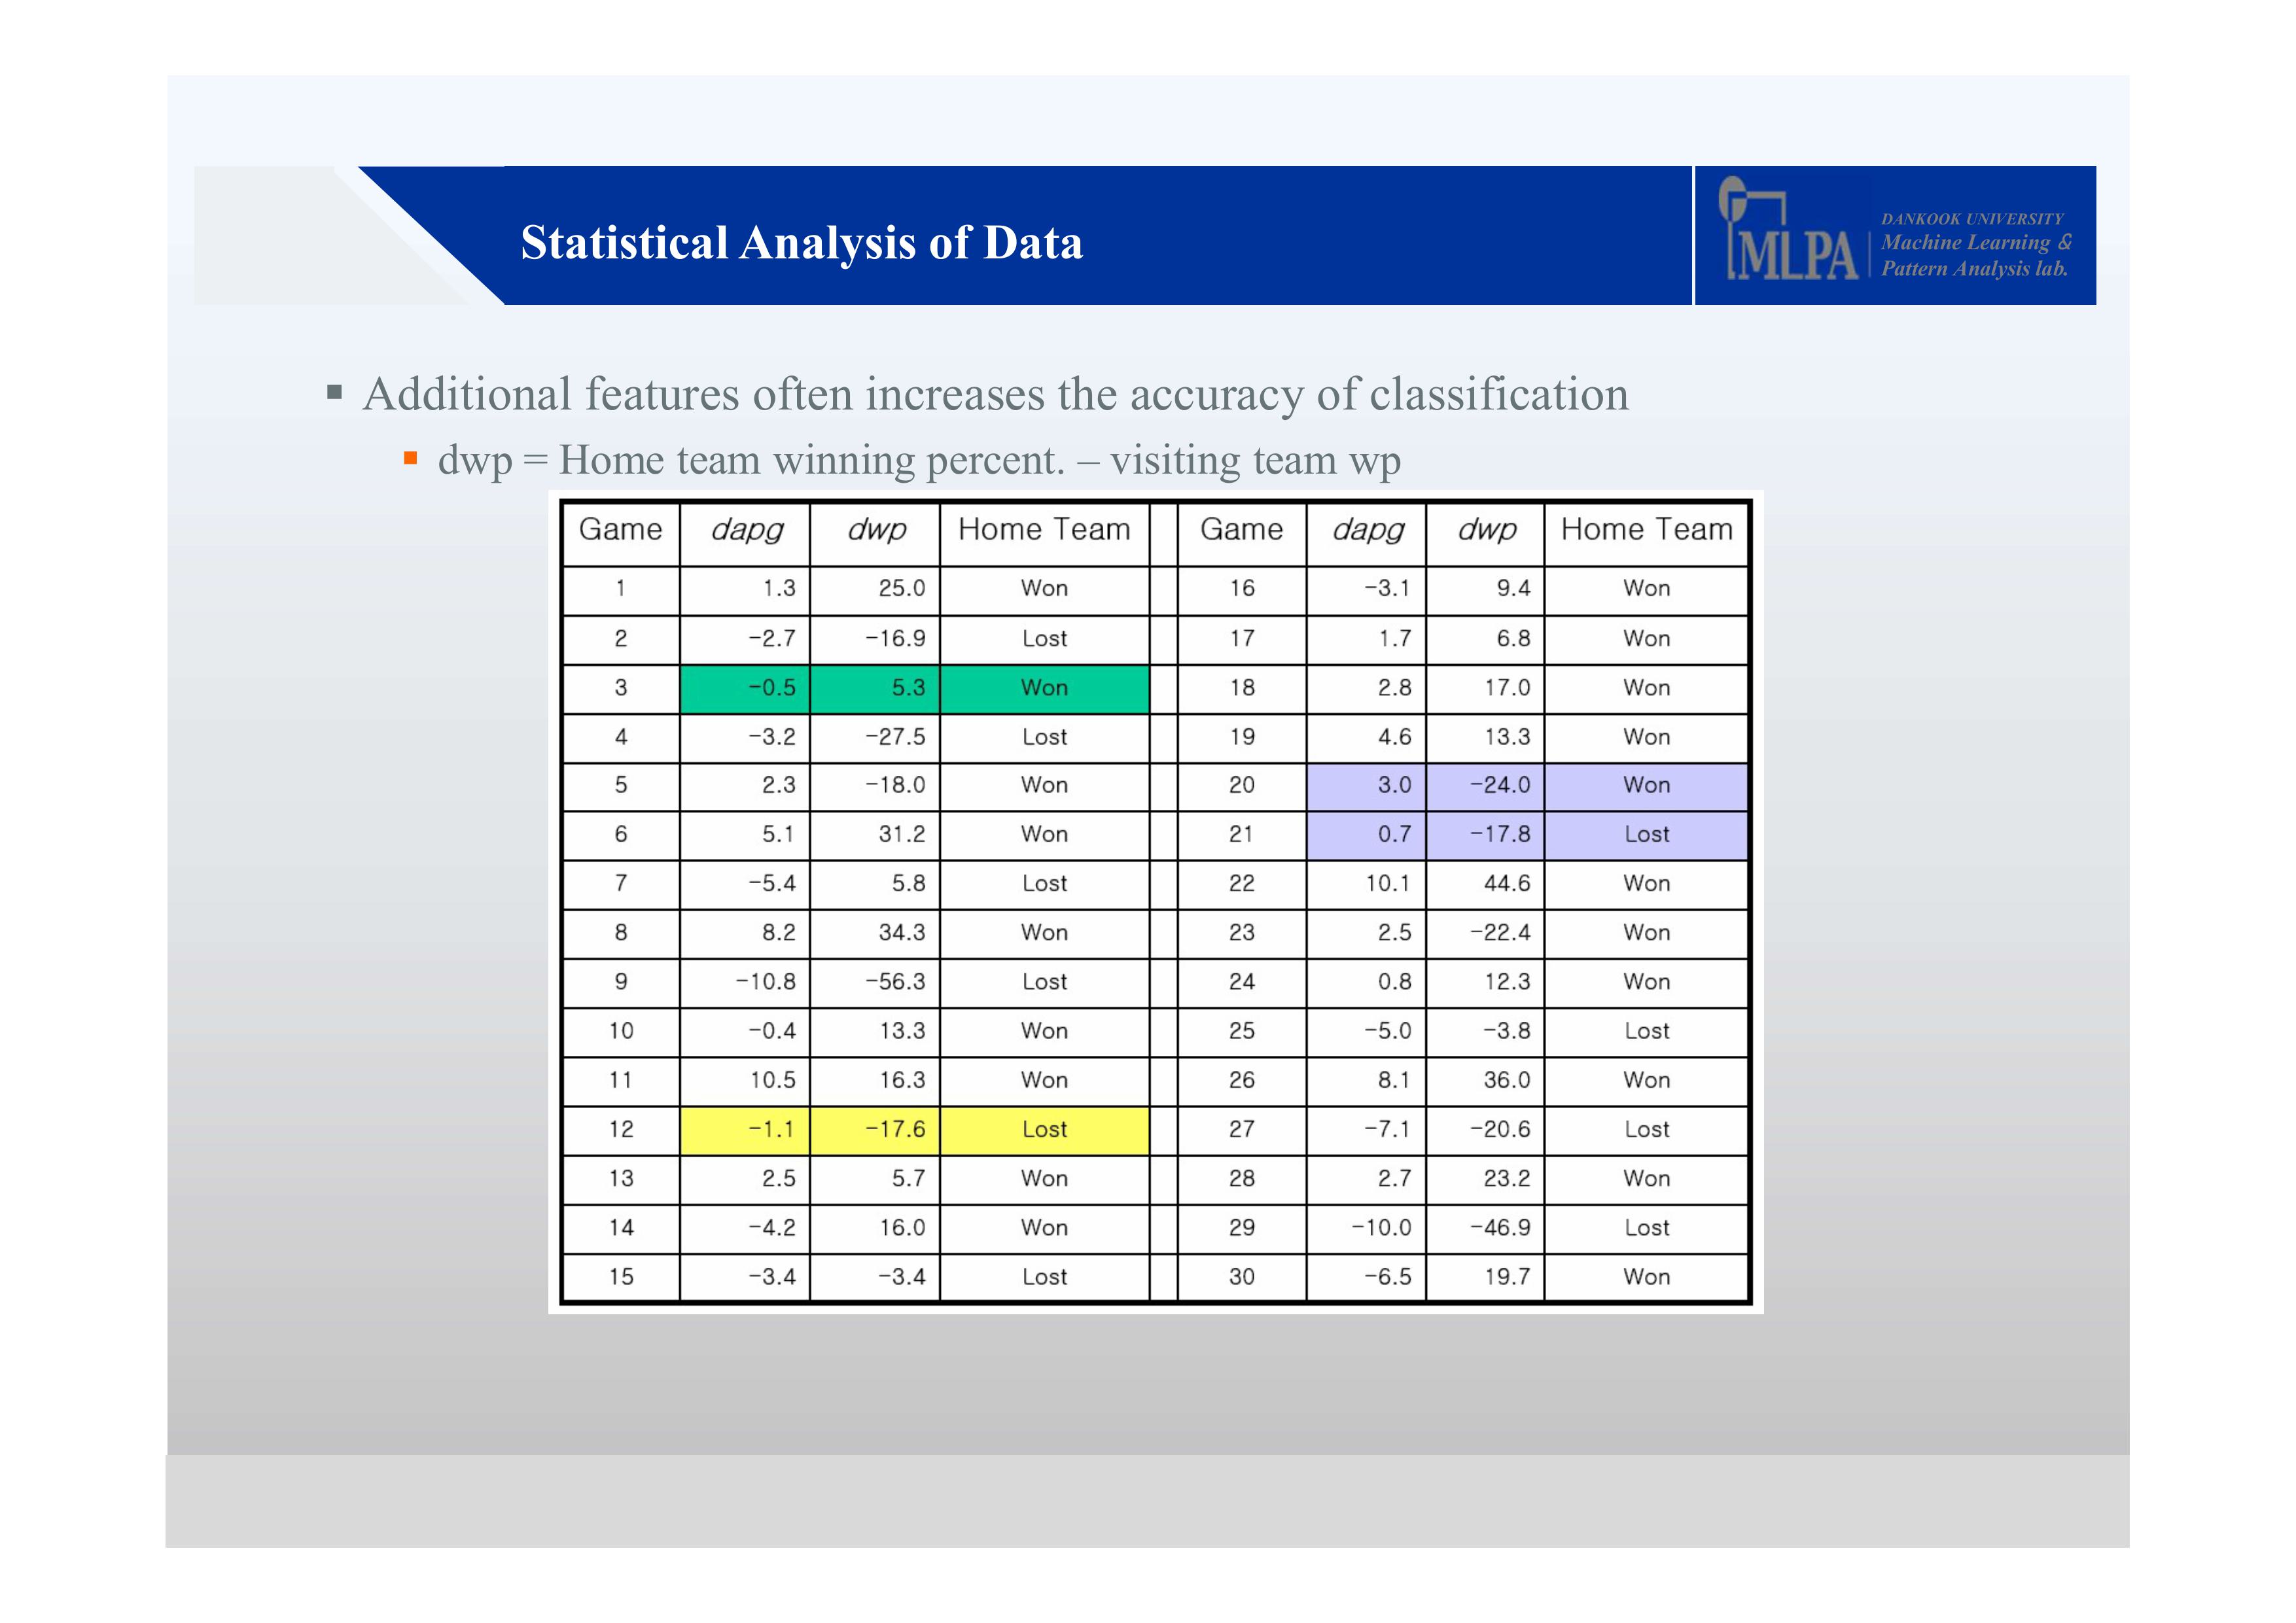 Statistical Analysis of Data
MLPA
DANKOOK UNIVERSITY
Machine Learning &
Pattern Analysis lab.
▪ Additional features often increases the accuracy of classification
▪ dwp = Home team winning percent. – visiting team wp
Game dapg dwp Home Team Game dapg dwp Home Team
1 1.3 25.0 Won 16 -3.1 9.4 Won
2 -2.7 -16.9 Lost 17 1.7 6.8 Won
3 -0.5 5.3 Won 18 2.8 17.0 Won
4 -3.2 -27.5 Lost 19 4.6 13.3 Won
5 2.3 -18.0 Won 20 3.0 -24.0 Won
6 5.1 31.2 Won 21 0.7 -17.8 Lost
7 -5.4 5.8 Lost 22 10.1 44.6 Won
8 8.2 34.3 Won 23 2.5 -22.4 Won
9 -10.8 -56.3 Lost 24 0.8 12.3 Won
10 -0.4 13.3 Won 25 -5.0 -3.8 Lost
11 10.5 16.3 Won 26 8.1 36.0 Won
12 -1.1 -17.6 Lost 27 -7.1 -20.6 Lost
13 2.5 5.7 Won 28 2.7 23.2 Won
14 -4.2 16.0 Won 29 -10.0 -46.9 Lost
15 -3.4 -3.4 Lost 30 -6.5 19.7 Won